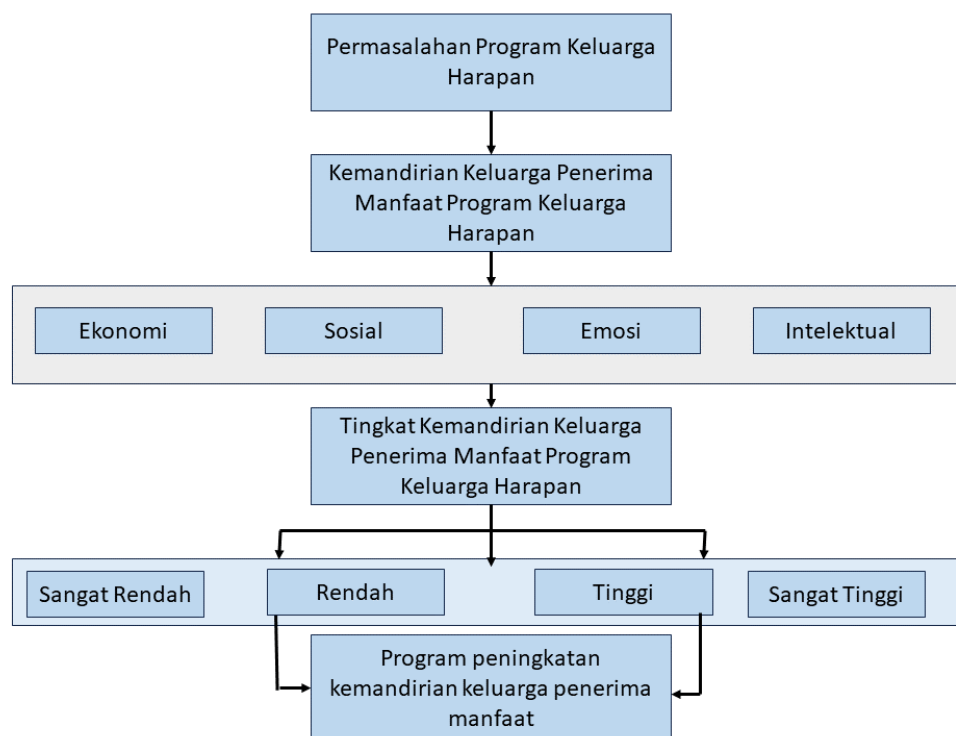 Permasalahan Program Keluarga
Harapan
Kemandirian Keluarga Penerima
Manfaat Program Keluarga
Harapan
Ekonomi
Sosial
Emosi
Intelektual
Tingkat Kemandirian Keluarga
Penerima Manfaat Program
Keluarga Harapan
Sangat Rendah
Rendah
Tinggi
Sangat Tinggi
Program peningkatan
kemandirian keluarga penerima
manfaat